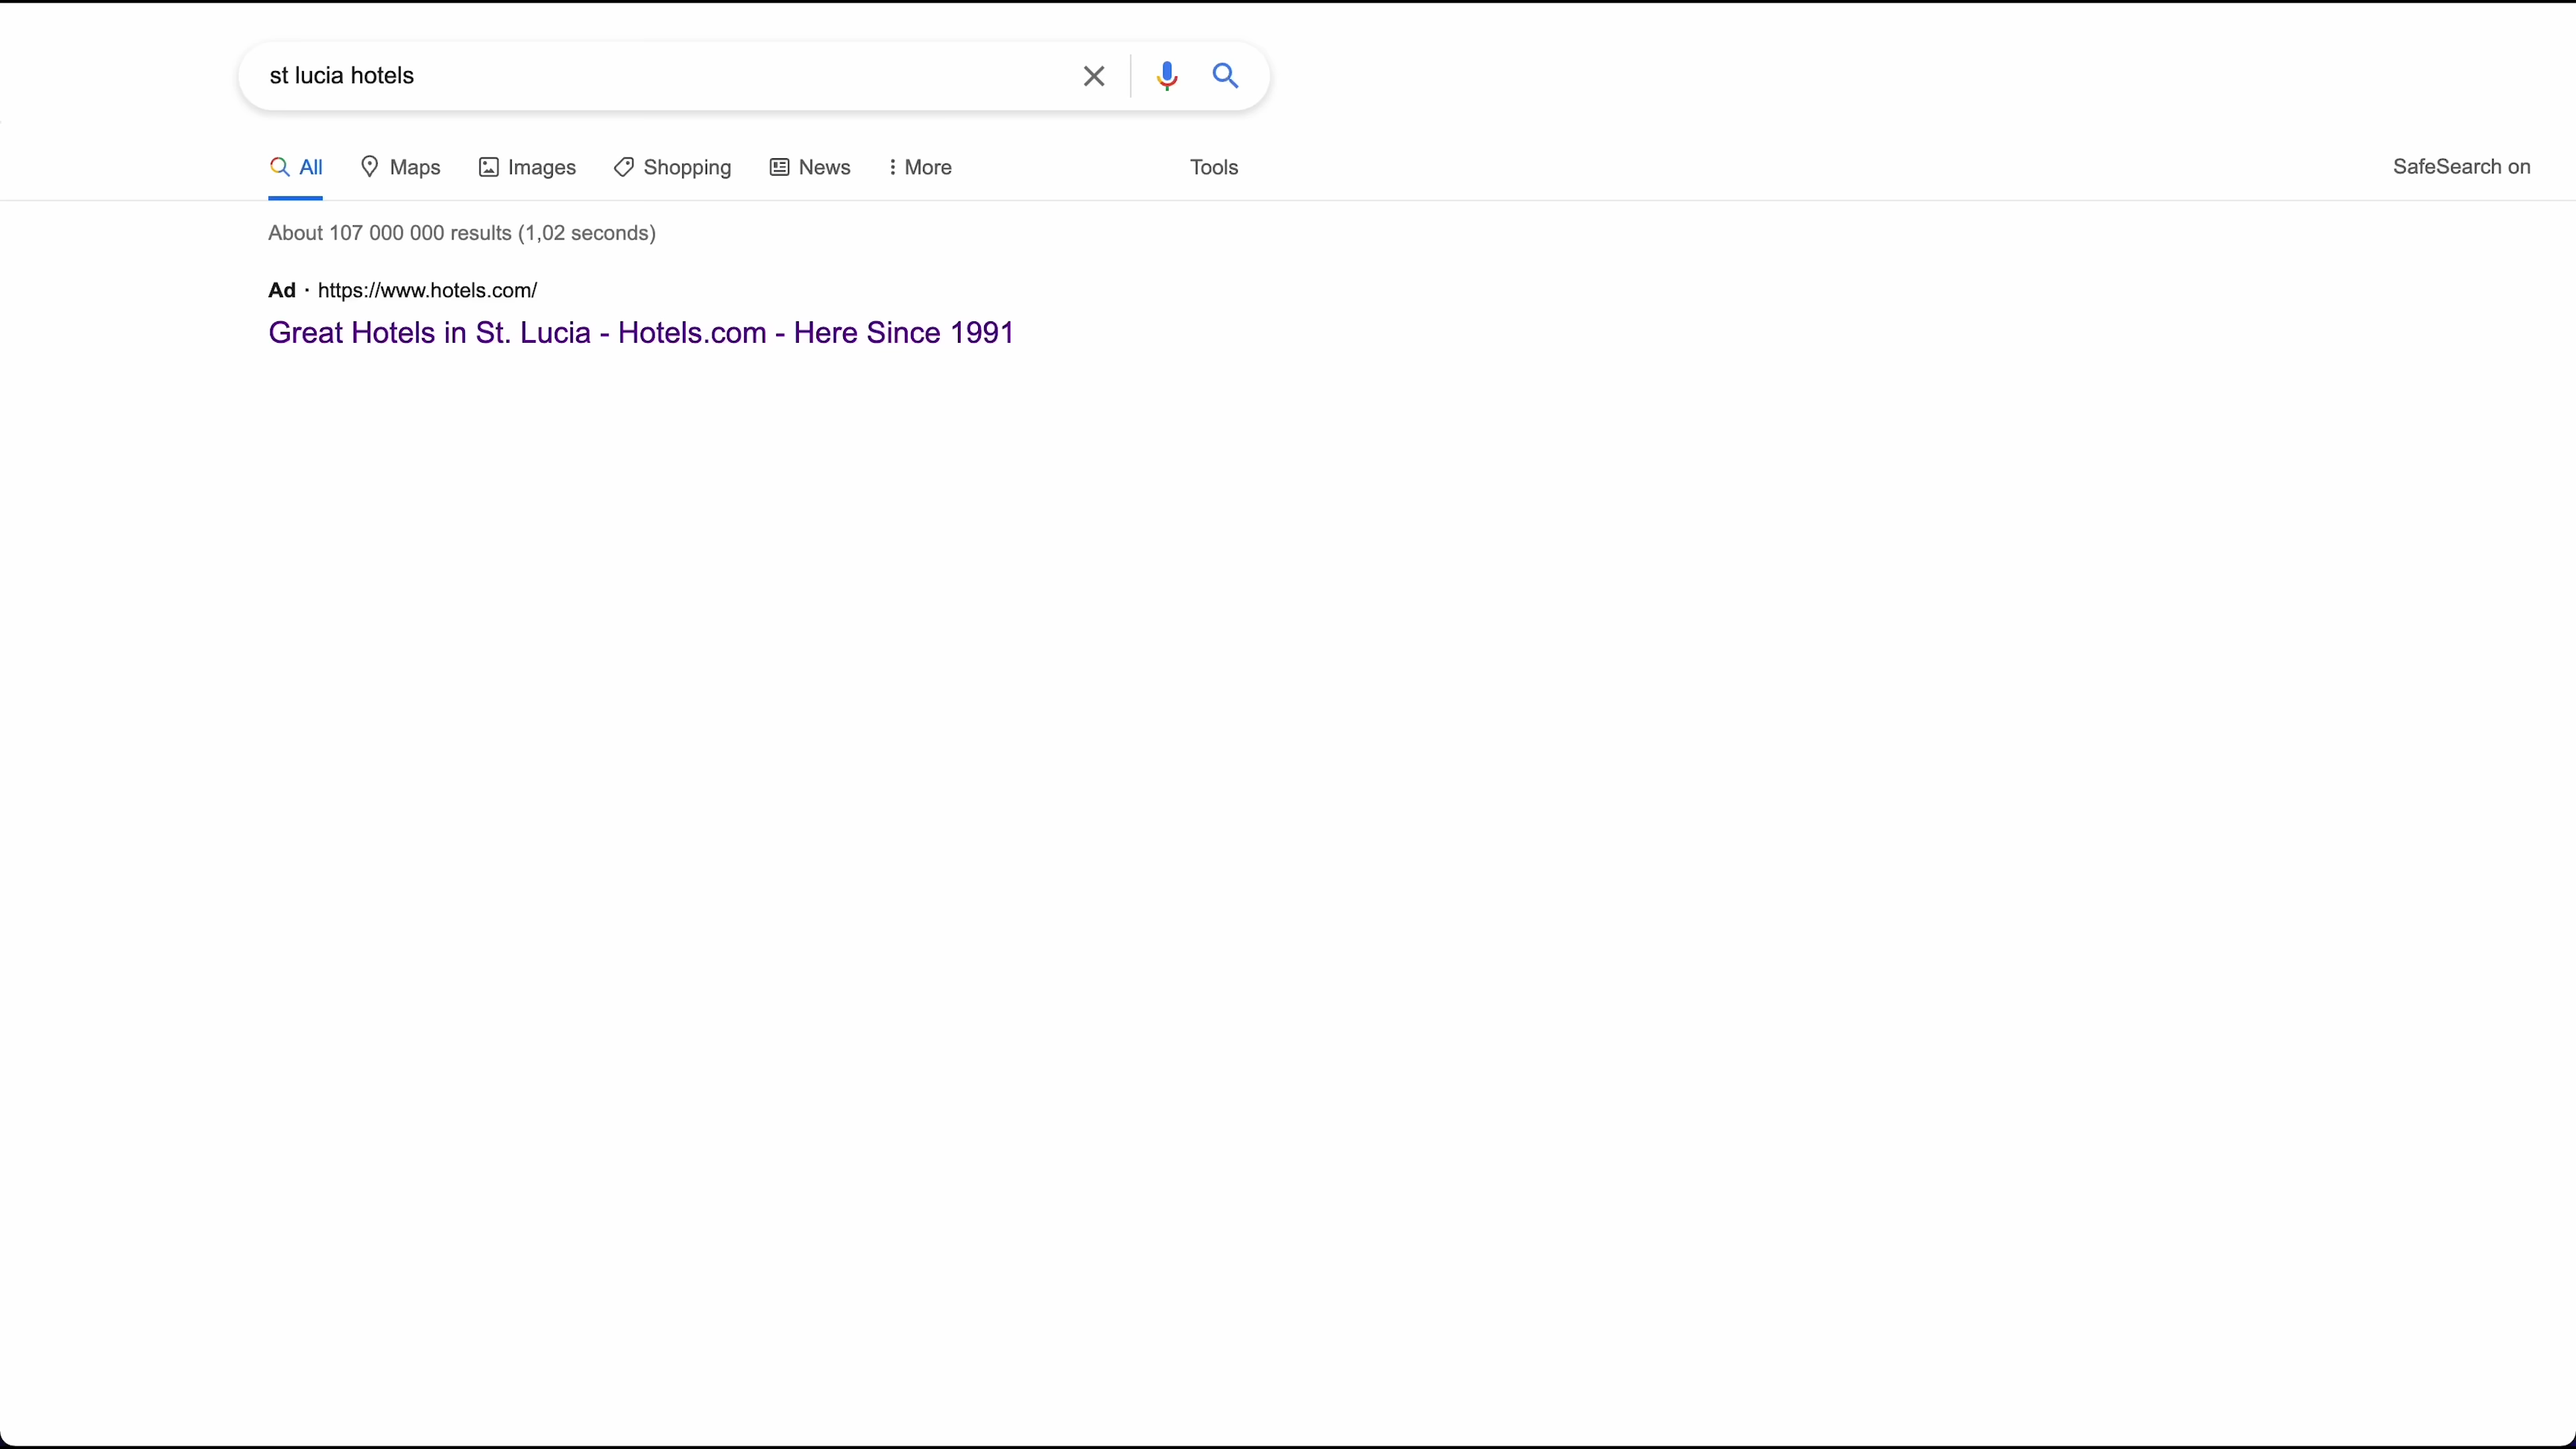 st lucia hotels
All Maps Images Shopping News More Tools SafeSearch on
About 107 000 000 results (1,02 seconds)
Ad · https://www.hotels.com/
Great Hotels in St. Lucia - Hotels.com - Here Since 1991